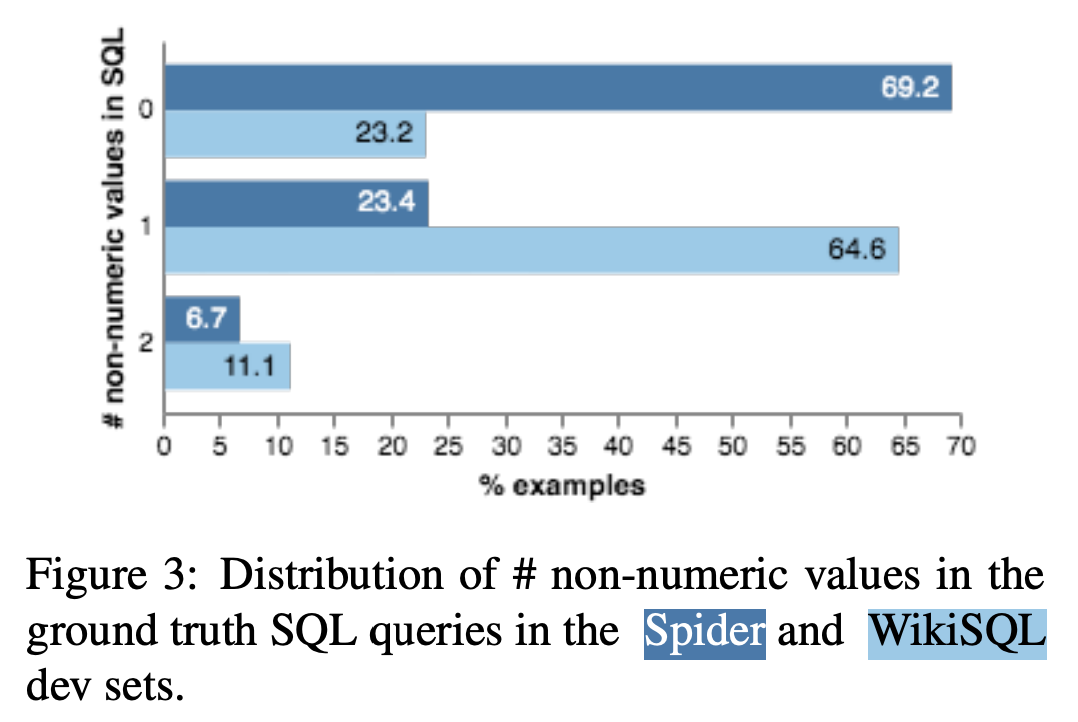 # non-numeric values in SQL
0
69.2
23.2
1
23.4
64.6
2
6.7
11.1
0 5 10 15 20 25 30 35 40 45 50 55 60 65 70
% examples
Figure 3: Distribution of # non-numeric values in the
ground truth SQL queries in the Spider and WikiSQL
dev sets.